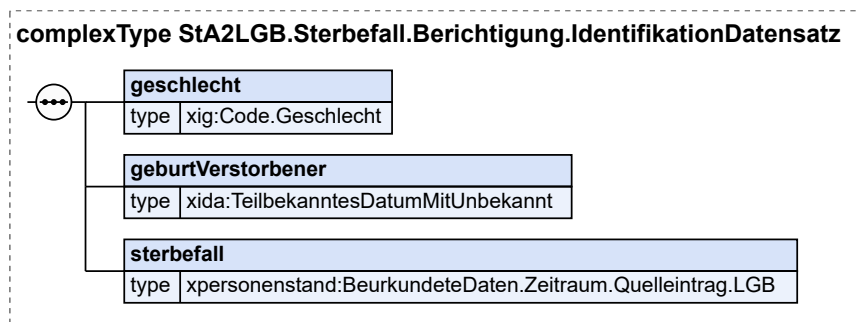 complexType StA2LGB.Sterbefall.Berichtigung.IdentifikationDatensatz
geschlecht
type xig:Code.Geschlecht
geburtVerstorbener
type xida:TeilbekanntesDatumMitUnbekannt
sterbefall
type xpersonenstand:BeurkundeteDaten.Zeitraum.Quelleintrag.LGB